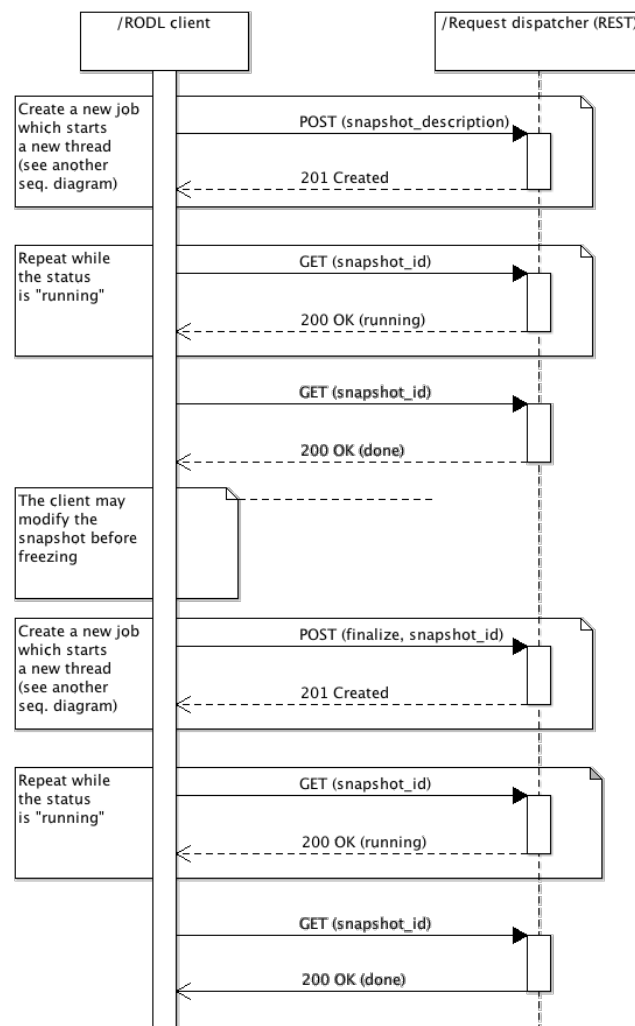 /RODL client
/Request dispatcher (REST)
Create a new job
which starts
a new thread
(see another
seq. diagram)
POST (snapshot_description)
201 Created
Repeat while
the status
is "running"
GET (snapshot_id)
200 OK (running)
GET (snapshot_id)
200 OK (done)
The client may
modify the
snapshot before
freezing
Create a new job
which starts
a new thread
(see another
seq. diagram)
POST (finalize, snapshot_id)
201 Created
Repeat while
the status
is "running"
GET (snapshot_id)
200 OK (running)
GET (snapshot_id)
200 OK (done)